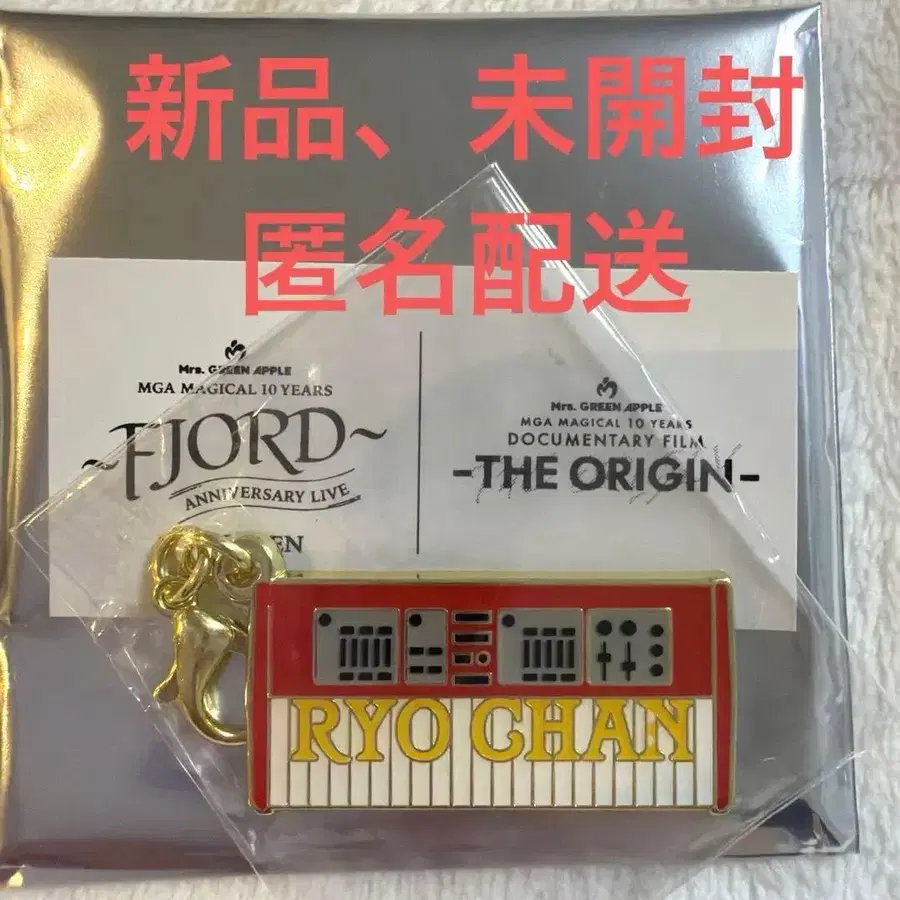 新品、未開封
匿名配送
Mrs. GREEN APPLE
MGA MAGICAL 10 YEARS
~FJORD~
ANNIVERSARY LIVE
EN
Mrs. GREEN APPLE
MGA MAGICAL 10 YEARS
DOCUMENTARY FILM
-THE ORIGIN-
RYO CHAN